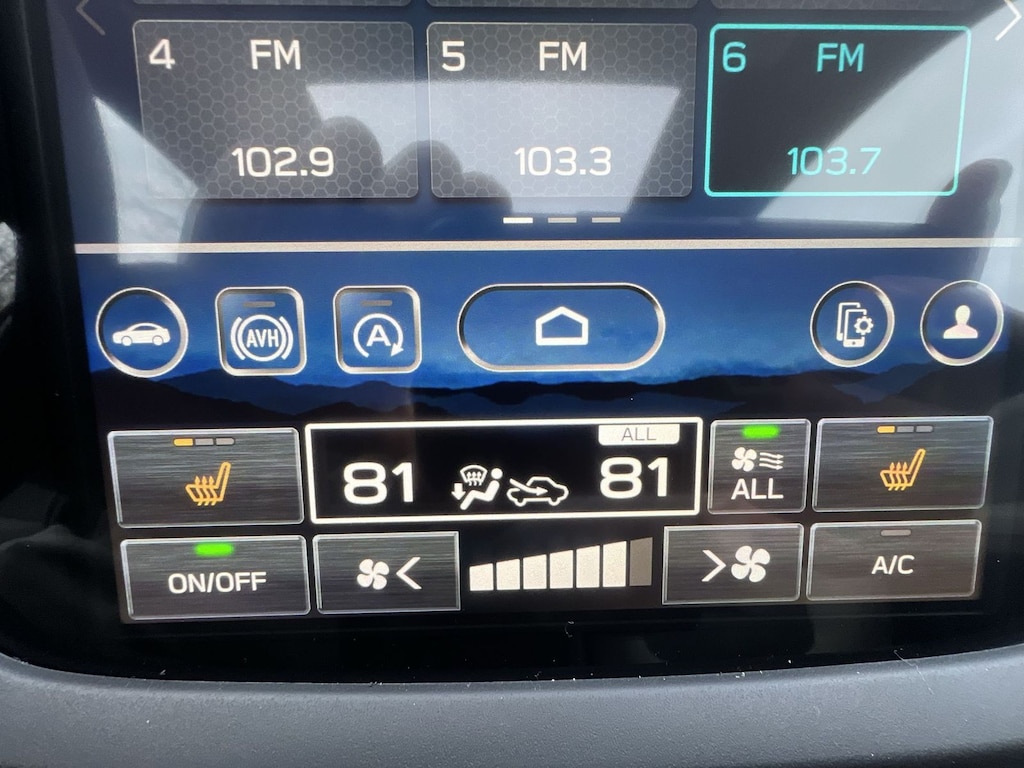 4 FM
102.9
5 FM
103.3
6 FM
103.7
AVH
A
81
ALL
81
ALL
ON/OFF
A/C